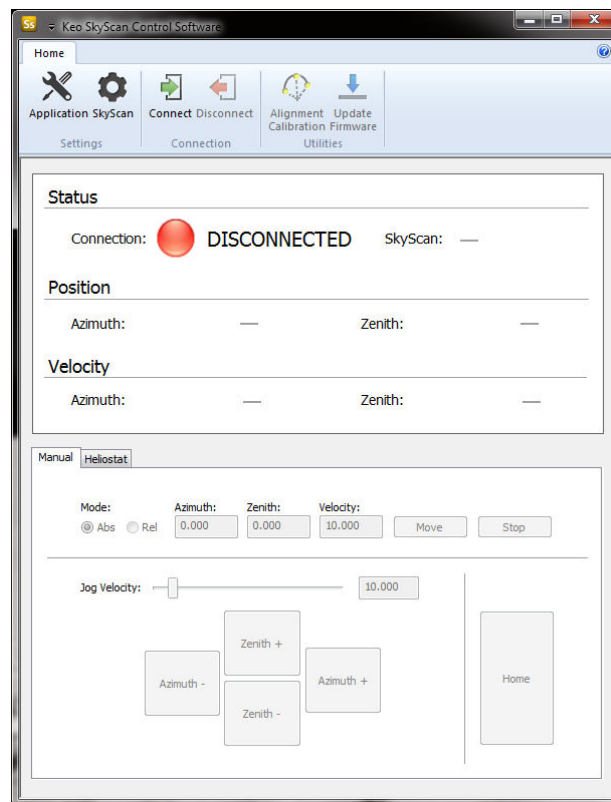 Ss Keo SkyScan Control Software
Home
Application SkyScan Connect Disconnect Alignment Calibration Update Firmware
Settings Connection Utilities
Status
Connection: DISCONNECTED SkyScan: —
Position
Azimuth: — Zenith: —
Velocity
Azimuth: — Zenith: —
Manual Heliostat
Mode: Azimuth: Zenith: Velocity:
Abs Rel 0.000 0.000 10.000 Move Stop
Jog Velocity: 10.000
Zenith +
Azimuth - Azimuth + Home
Zenith -